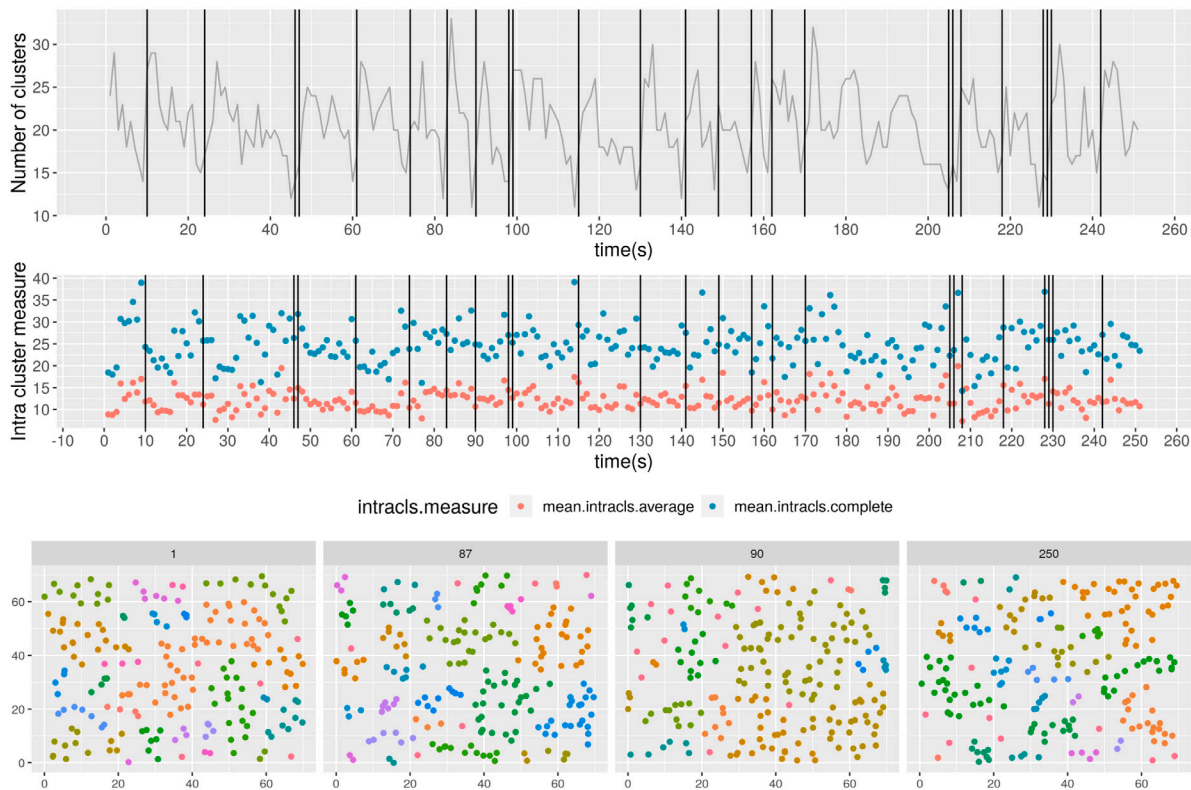 Number of clusters
30
25
20
15
10
0 20 40 60 80 100 120 140 160 180 200 220 240 260
time(s)
Intra cluster measure
40
35
30
25
20
15
10
-10 0 10 20 30 40 50 60 70 80 90 100 110 120 130 140 150 160 170 180 190 200 210 220 230 240 250 260
time(s)
intracls.measure mean.intracls.average mean.intracls.complete
1 87 90 250
60
40
20
0
0 20 40 60 0 20 40 60 0 20 40 60 0 20 40 60